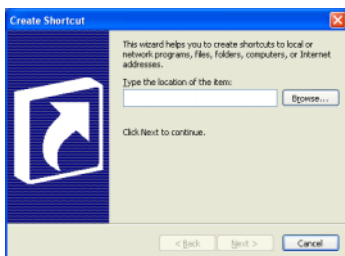 Create Shortcut
This wizard helps you to create shortcuts to local or
network programs, files, folders, computers, or Internet
addresses.
Type the location of the item:
Browse...
Click Next to continue.
< Back
Next >
Cancel